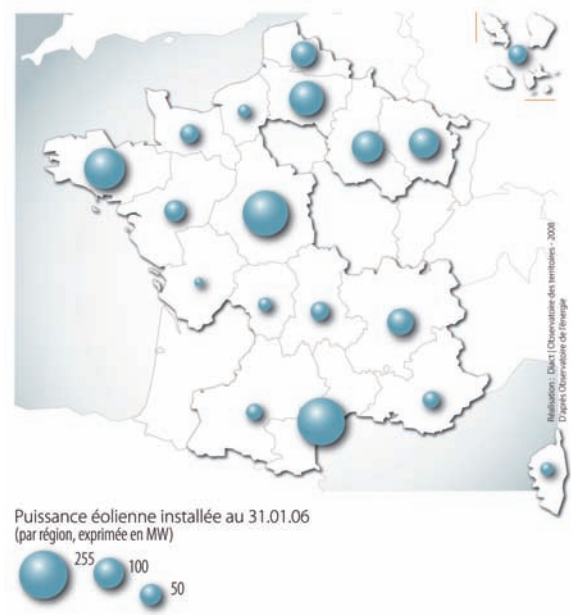 Réalisation : Diact | Observatoire des territoires - 2008
D'après Observatoire de l'énergie
Puissance éolienne installée au 31.01.06
(par région, exprimée en MW)
255
100
50